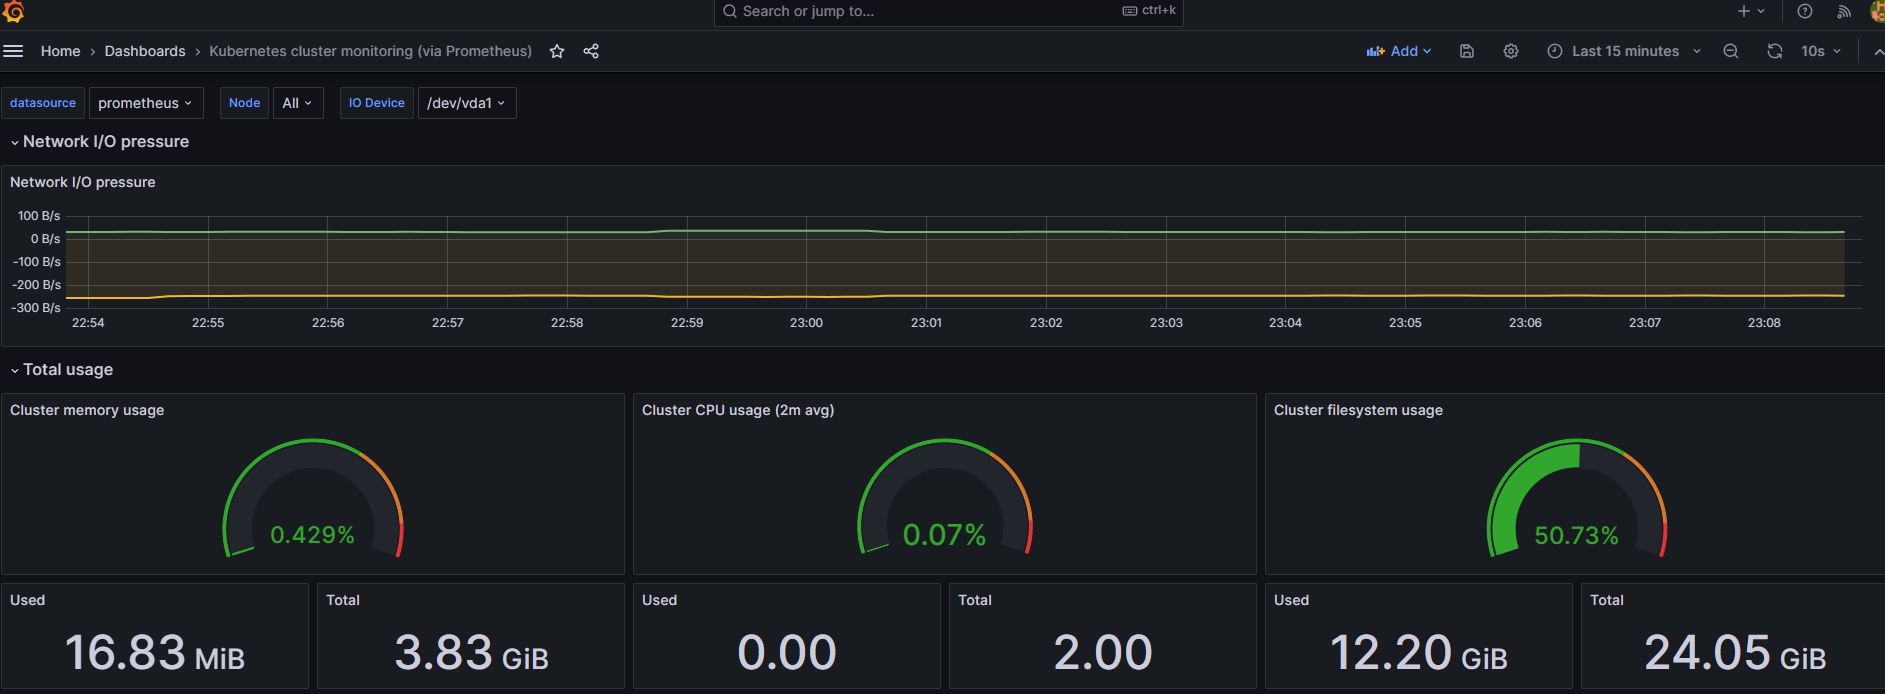 Search or jump to... ctrl+k
Home › Dashboards › Kubernetes cluster monitoring (via Prometheus) Add Last 15 minutes 10s
datasource prometheus Node All IO Device /dev/vda1
Network I/O pressure
Network I/O pressure
100 B/s
0 B/s
-100 B/s
-200 B/s
-300 B/s
22:54 22:55 22:56 22:57 22:58 22:59 23:00 23:01 23:02 23:03 23:04 23:05 23:06 23:07 23:08
Total usage
Cluster memory usage Cluster CPU usage (2m avg) Cluster filesystem usage
0.429% 0.07% 50.73%
Used Total Used Total Used Total
16.83 MiB 3.83 GiB 0.00 2.00 12.20 GiB 24.05 GiB